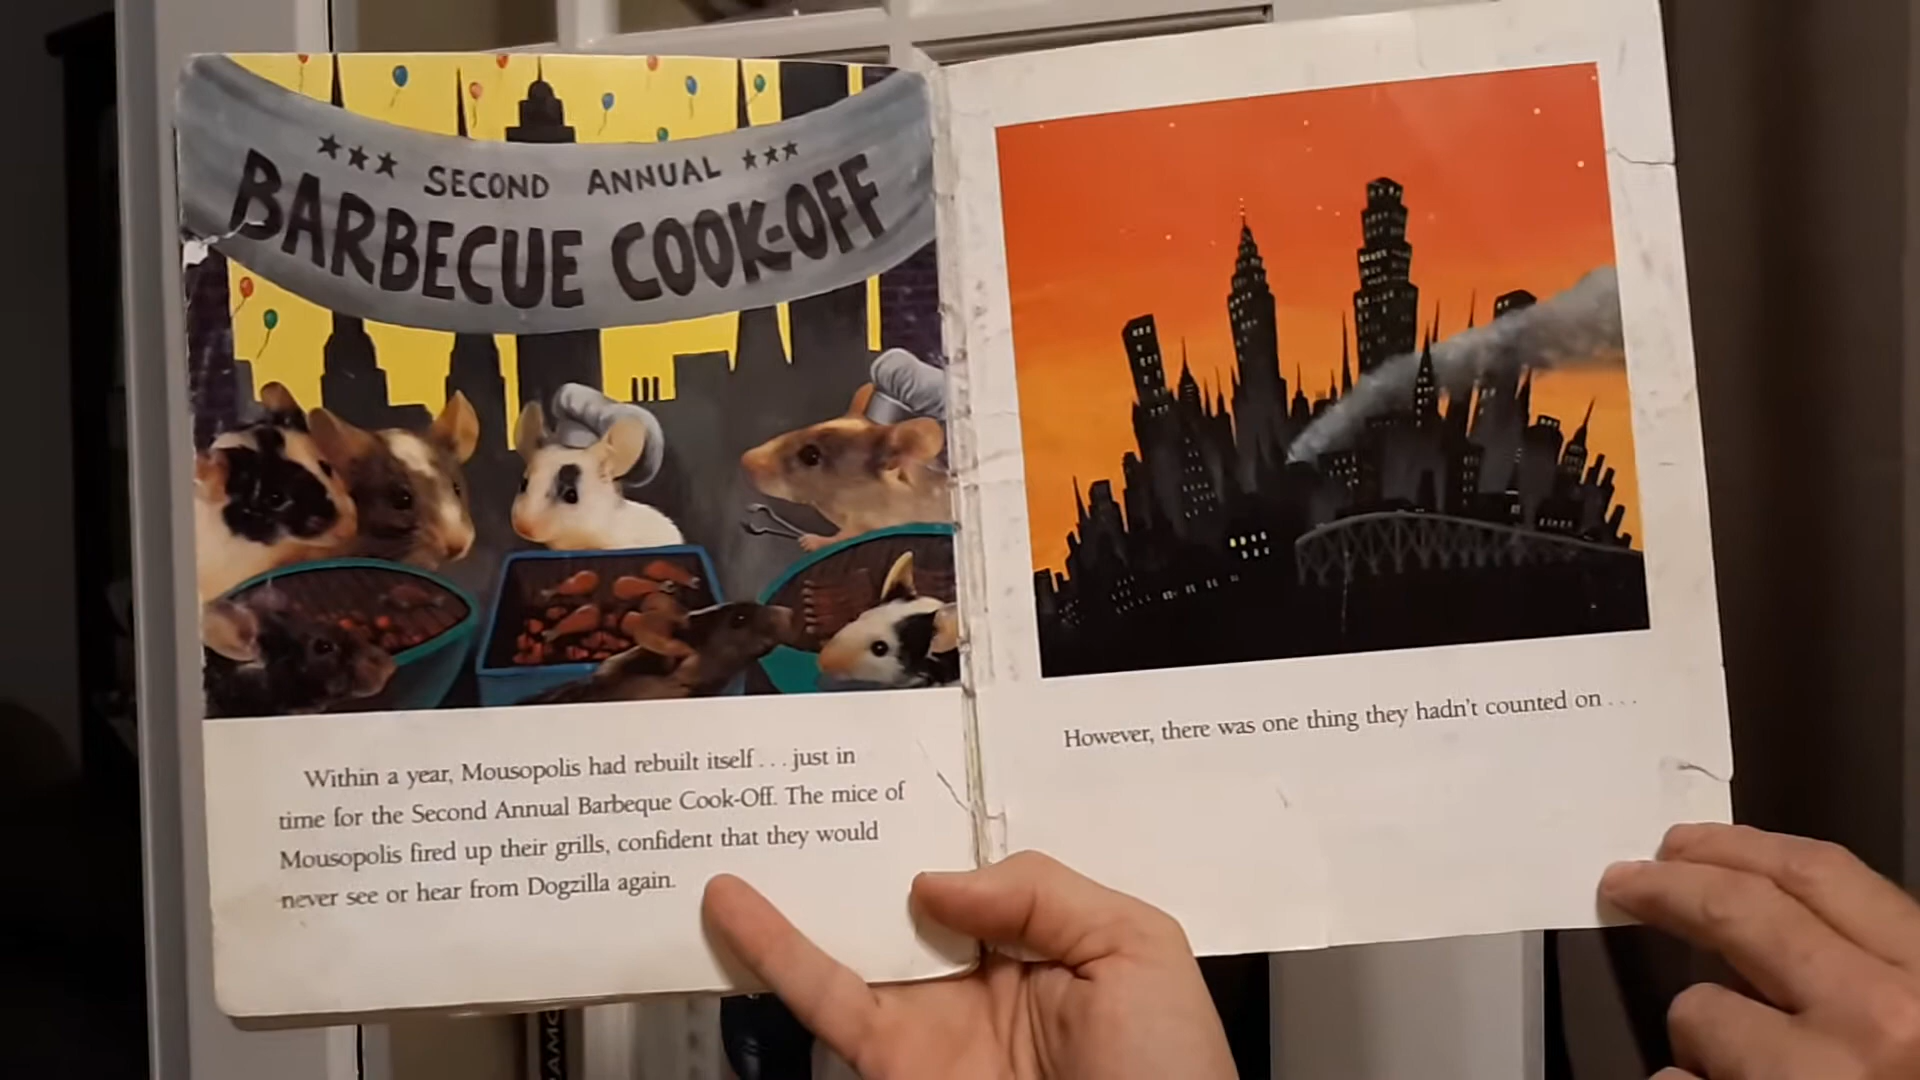 ★★★ SECOND ANNUAL ★★★
BARBECUE COOK-OFF
Within a year, Mousopolis had rebuilt itself . . . just in
time for the Second Annual Barbeque Cook-Off. The mice of
Mousopolis fired up their grills, confident that they would
never see or hear from Dogzilla again.
However, there was one thing they hadn't counted on . . .